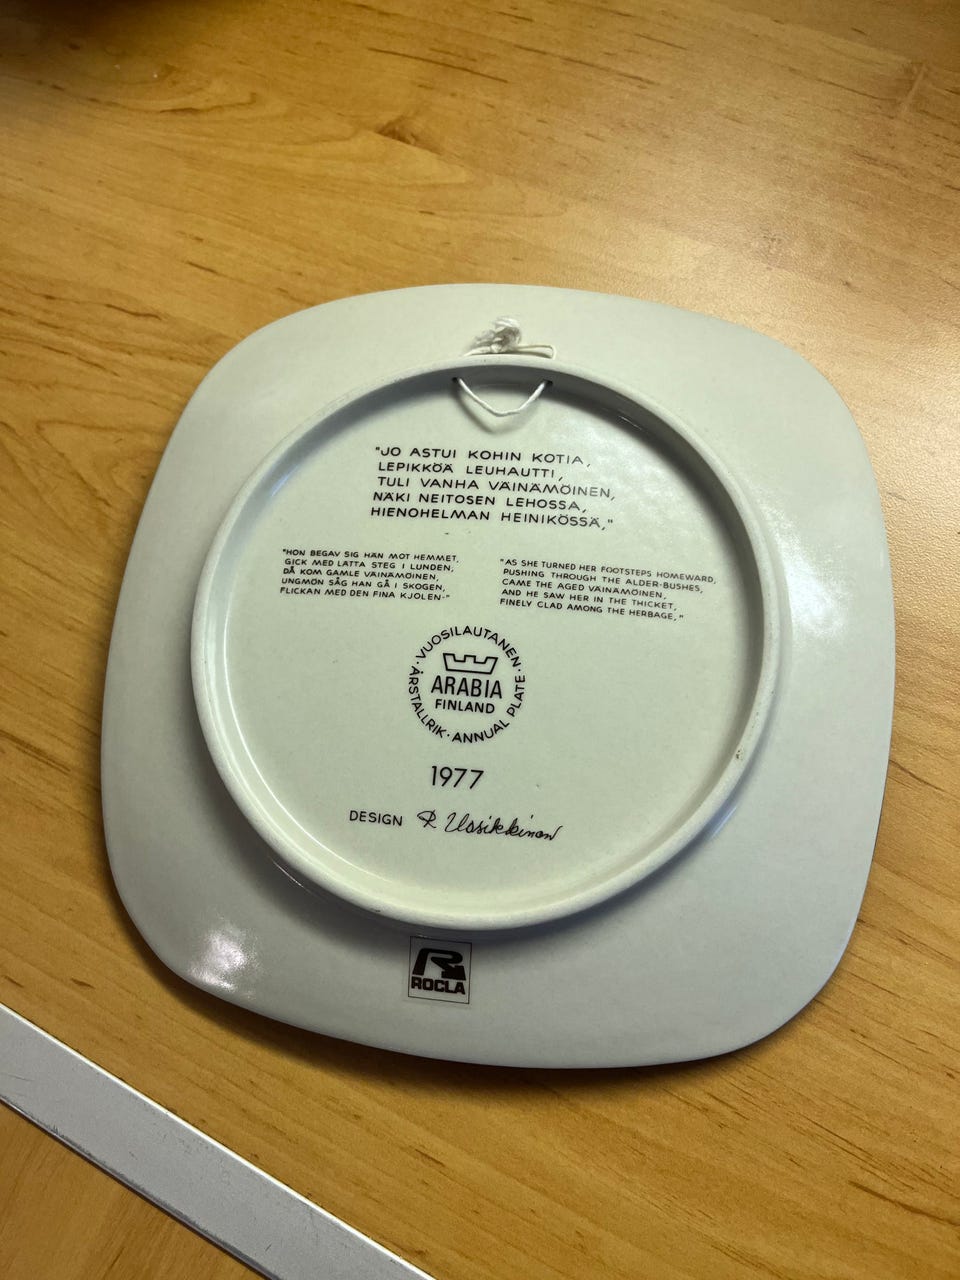 "JO ASTUI KOHIN KOTIA,
LEPIKKÖÄ LEUHAUTTI,
TULI VANHA VÄINÄMÖINEN,
NÄKI NEITOSEN LEHOSSA,
HIENOHELMAN HEINIKÖSSÄ,"
"HON BEGAV SIG HÄN MOT HEMMET,
GICK MED LÄTTA STEG I LUNDEN,
DÅ KOM GAMLE VÄINÄMÖINEN,
UNGMÖN SÅG HAN GÅ I SKOGEN,
FLICKAN MED DEN FINA KJOLEN-"
"AS SHE TURNED HER FOOTSTEPS HOMEWARD,
PUSHING THROUGH THE ALDER-BUSHES,
CAME THE AGED VÄINÄMÖINEN,
AND HE SAW HER IN THE THICKET,
FINELY CLAD AMONG THE HERBAGE,"
· VUOSILAUTANEN · ANNUAL PLATE · ÅRSTALLRIK
ARABIA
FINLAND
1977
DESIGN R Uosikkinen
R
ROCLA